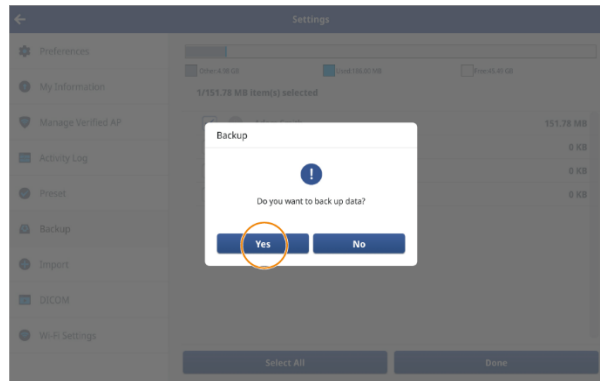 Settings
Preferences
My Information
Manage Verified AP
Activity Log
Preset
Backup
Import
DICOM
Wi-Fi Settings
1/151.78 MB item(s) selected
151.78 MB
0 KB
0 KB
0 KB
Backup
Do you want to back up data?
Yes No
Select All Done